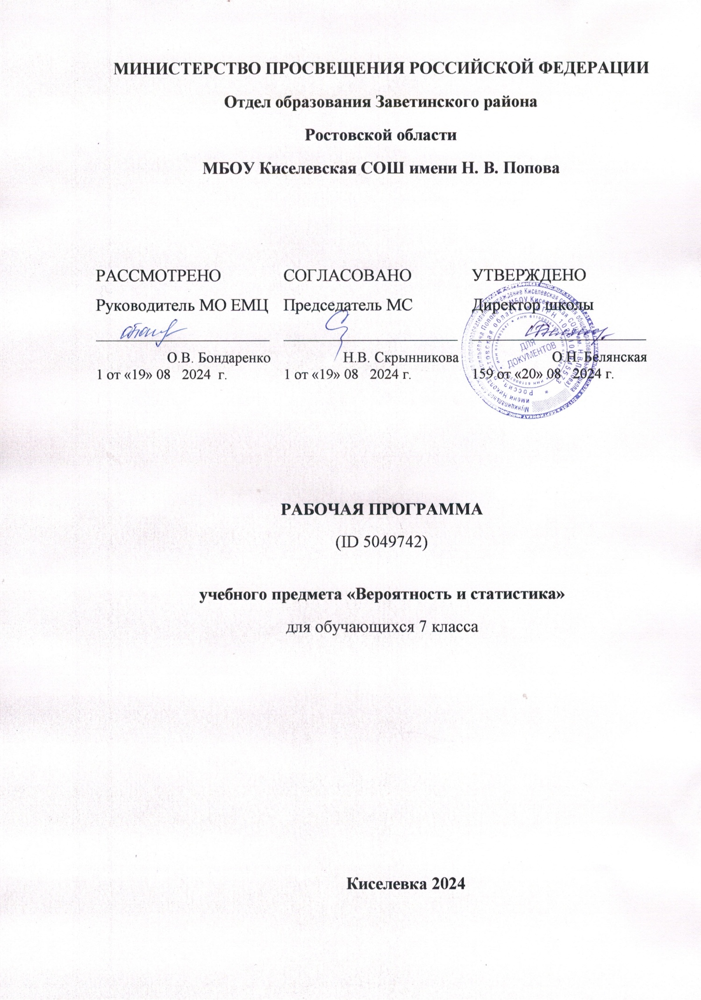 МИНИСТЕРСТВО ПРОСВЕЩЕНИЯ РОССИЙСКОЙ ФЕДЕРАЦИИ
Отдел образования Заветинского района
Ростовской области
МБОУ Киселевская СОШ имени Н. В. Попова
РАССМОТРЕНО
Руководитель МО ЕМЦ
О.В. Бондаренко
1 от «19» 08 2024 г.
СОГЛАСОВАНО
Председатель МС
Н.В. Скрынникова
1 от «19» 08 2024 г.
УТВЕРЖДЕНО
Директор школы
О.Н. Белянская
159 от «20» 08 2024 г.
ДЛЯ
ДОКУМЕНТОВ
РАБОЧАЯ ПРОГРАММА
(ID 5049742)
учебного предмета «Вероятность и статистика»
для обучающихся 7 класса
Киселевка 2024